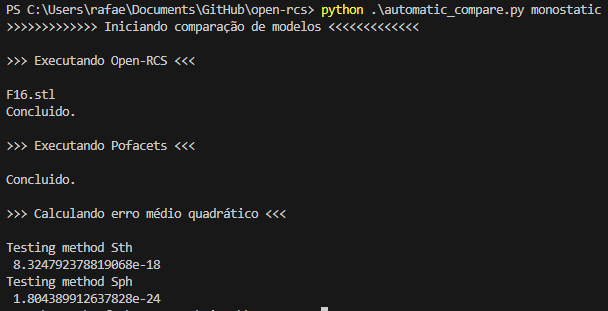 PS C:\Users\rafae\Documents\GitHub\open-rcs> python .\automatic_compare.py monostatic
>>>>>>>>>>>>> Iniciando comparação de modelos <<<<<<<<<<<<<
>>> Executando Open-RCS <<<
F16.stl
Concluido.
>>> Executando Pofacets <<<
Concluido.
>>> Calculando erro médio quadrático <<<
Testing method Sth
8.324792378819068e-18
Testing method Sph
1.804389912637828e-24